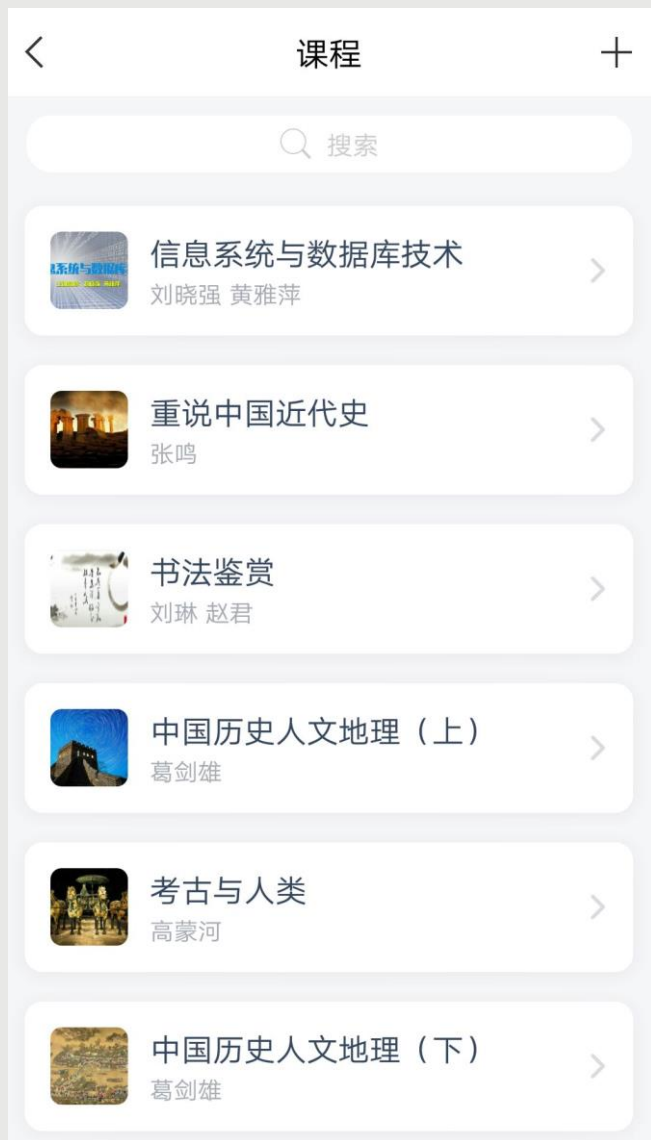 课程
搜索
信息系统与数据库技术
刘晓强 黄雅萍
重说中国近代史
张鸣
书法鉴赏
刘琳 赵君
中国历史人文地理（上）
葛剑雄
考古与人类
高蒙河
中国历史人文地理（下）
葛剑雄